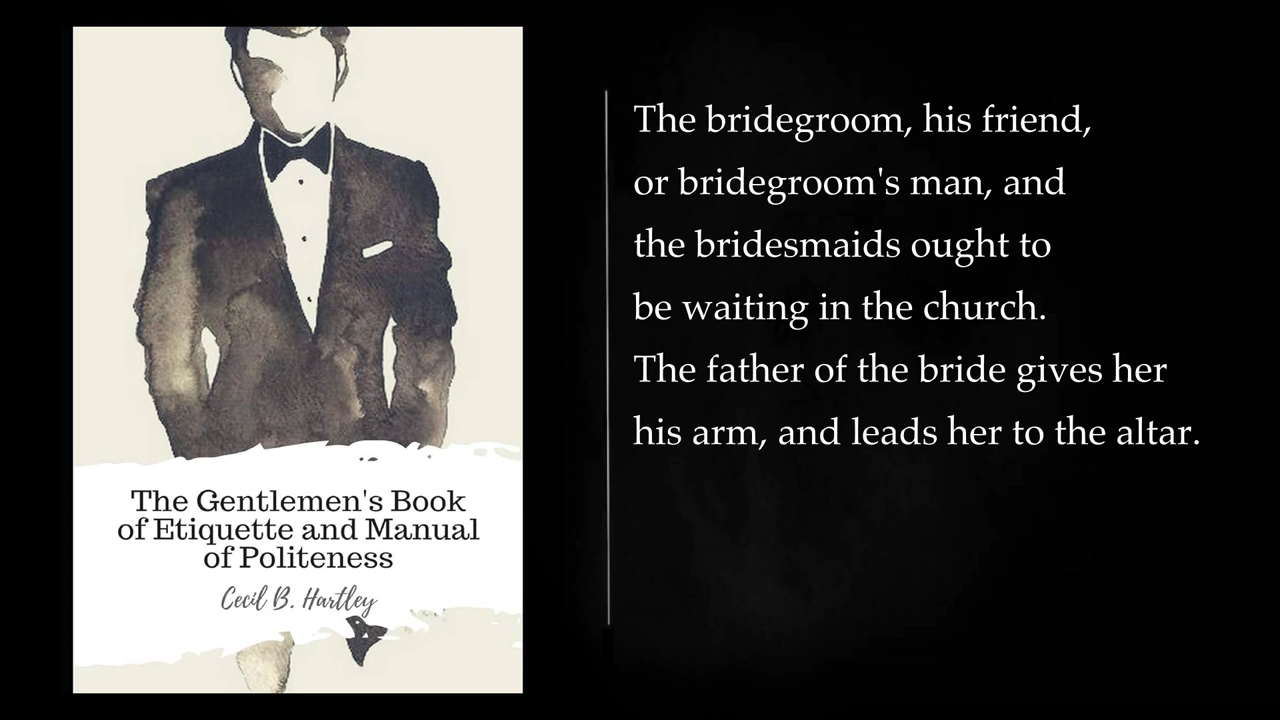 The Gentlemen's Book
of Etiquette and Manual
of Politeness
Cecil B. Hartley
The bridegroom, his friend,
or bridegroom's man, and
the bridesmaids ought to
be waiting in the church.
The father of the bride gives her
his arm, and leads her to the altar.